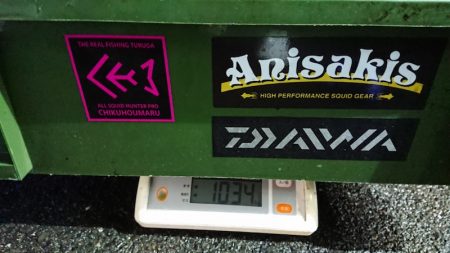 THE REAL FISHING TURUGA
ALL SQUID HUNTER PRO
CHIKUHOUMARU
Anisakis
HIGH PERFORMANCE SQUID GEAR
DAIWA
1034